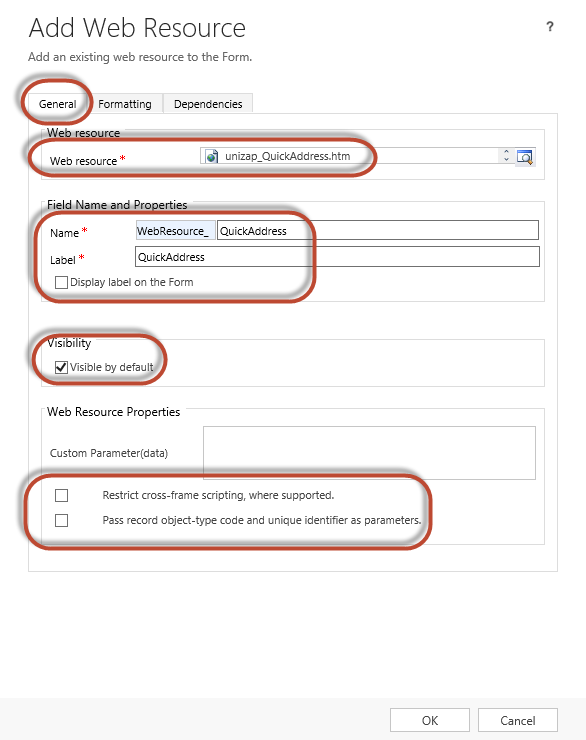 Add Web Resource
?
Add an existing web resource to the Form.
General Formatting Dependencies
Web resource
Web resource * unizap_QuickAddress.htm
Field Name and Properties
Name * WebResource_ QuickAddress
Label * QuickAddress
Display label on the Form
Visibility
Visible by default
Web Resource Properties
Custom Parameter(data)
Restrict cross-frame scripting, where supported.
Pass record object-type code and unique identifier as parameters.
OK Cancel